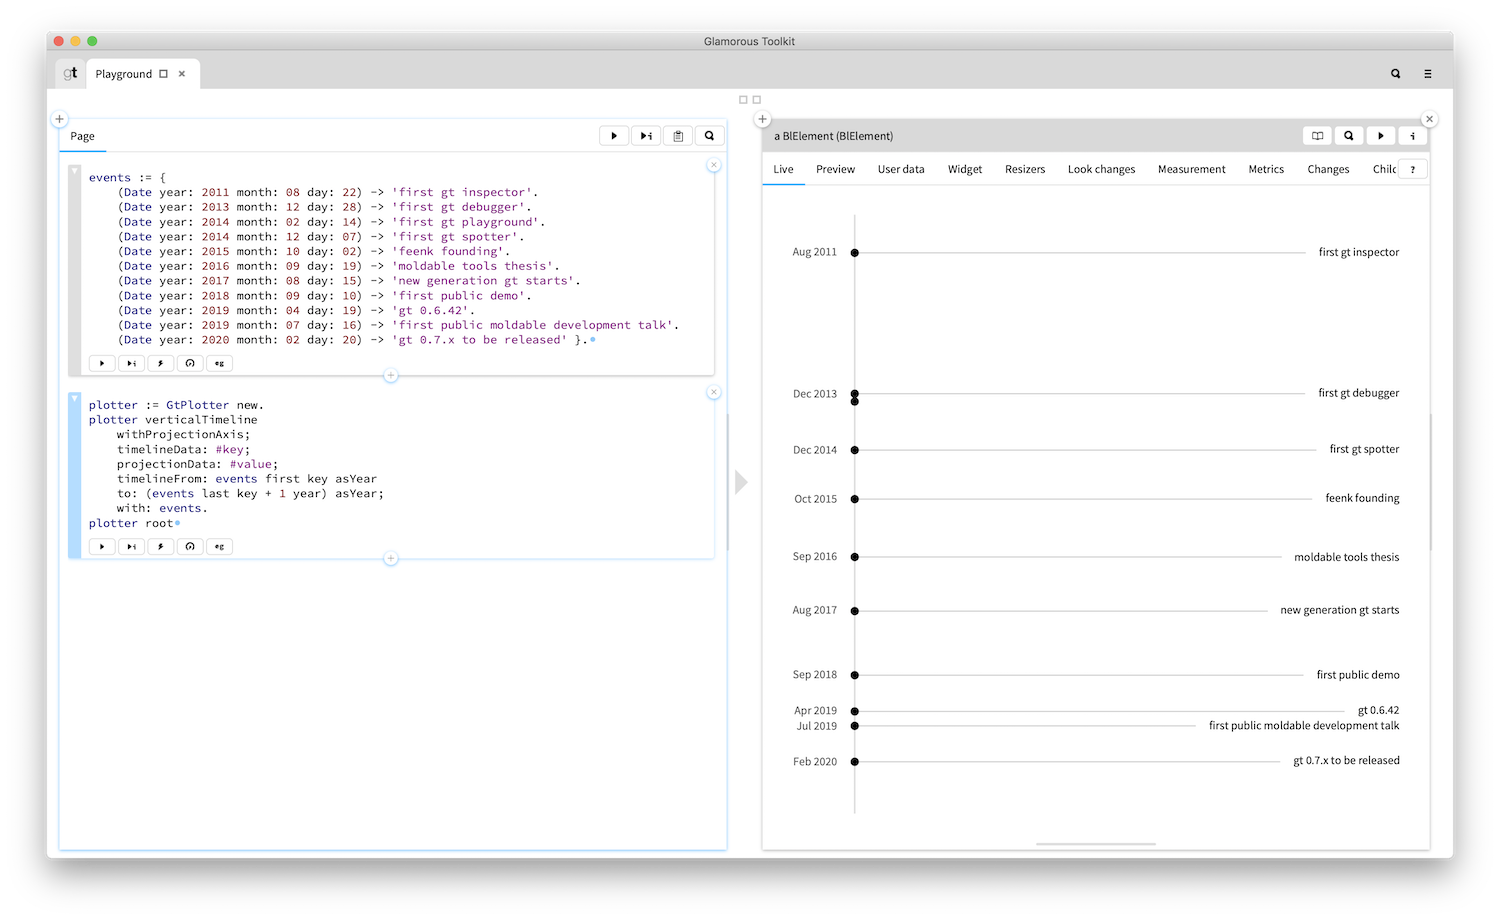 Glamorous Toolkit
gt
Playground
Page
events := {
(Date year: 2011 month: 08 day: 22) -> 'first gt inspector'.
(Date year: 2013 month: 12 day: 28) -> 'first gt debugger'.
(Date year: 2014 month: 02 day: 14) -> 'first gt playground'.
(Date year: 2014 month: 12 day: 07) -> 'first gt spotter'.
(Date year: 2015 month: 10 day: 02) -> 'feenk founding'.
(Date year: 2016 month: 09 day: 19) -> 'moldable tools thesis'.
(Date year: 2017 month: 08 day: 15) -> 'new generation gt starts'.
(Date year: 2018 month: 09 day: 10) -> 'first public demo'.
(Date year: 2019 month: 04 day: 19) -> 'gt 0.6.42'.
(Date year: 2019 month: 07 day: 16) -> 'first public moldable development talk'.
(Date year: 2020 month: 02 day: 20) -> 'gt 0.7.x to be released' }.
i
eg
plotter := GtPlotter new.
plotter verticalTimeline
withProjectionAxis;
timelineData: #key;
projectionData: #value;
timelineFrom: events first key asYear
to: (events last key + 1 year) asYear;
with: events.
plotter root
i
eg
a BlElement (BlElement)
i
Live Preview User data Widget Resizers Look changes Measurement Metrics Changes Chilc ?
Aug 2011 first gt inspector
Dec 2013 first gt debugger
Dec 2014 first gt spotter
Oct 2015 feenk founding
Sep 2016 moldable tools thesis
Aug 2017 new generation gt starts
Sep 2018 first public demo
Apr 2019 gt 0.6.42
Jul 2019 first public moldable development talk
Feb 2020 gt 0.7.x to be released